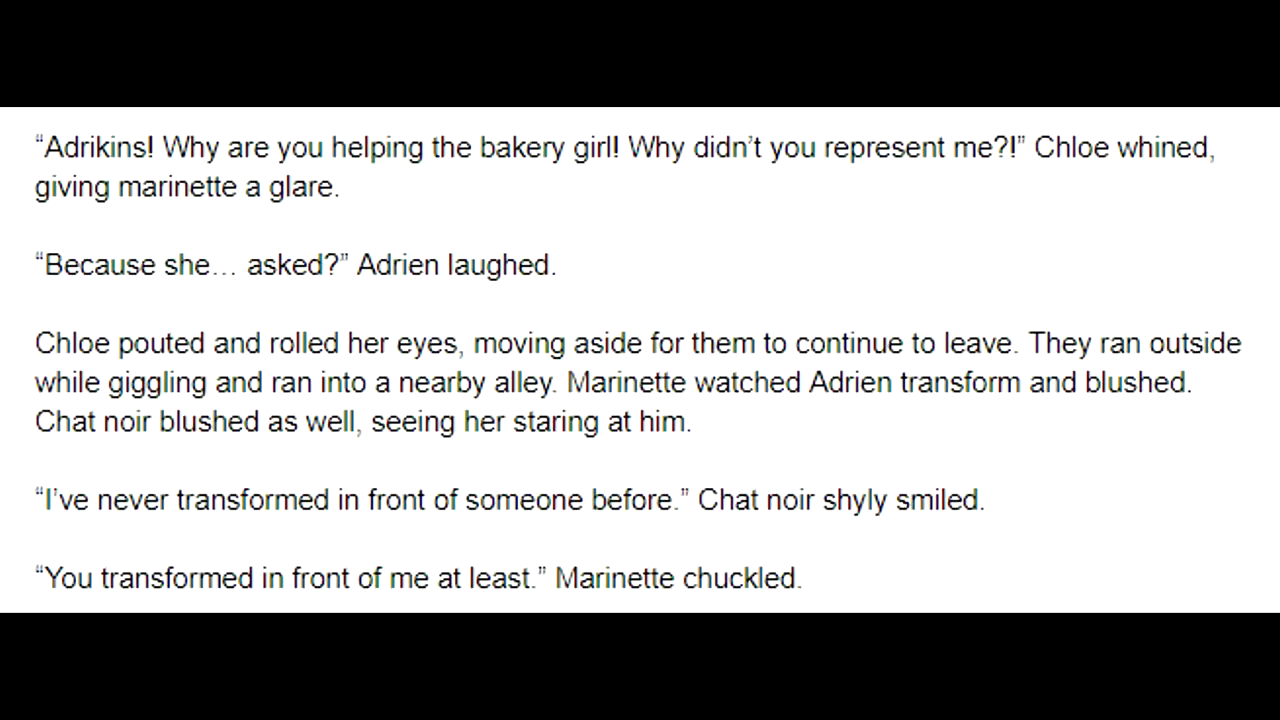 “Adrikins! Why are you helping the bakery girl! Why didn’t you represent me?!” Chloe whined,
giving marinette a glare.
“Because she… asked?” Adrien laughed.
Chloe pouted and rolled her eyes, moving aside for them to continue to leave. They ran outside
while giggling and ran into a nearby alley. Marinette watched Adrien transform and blushed.
Chat noir blushed as well, seeing her staring at him.
“I’ve never transformed in front of someone before.” Chat noir shyly smiled.
“You transformed in front of me at least.” Marinette chuckled.